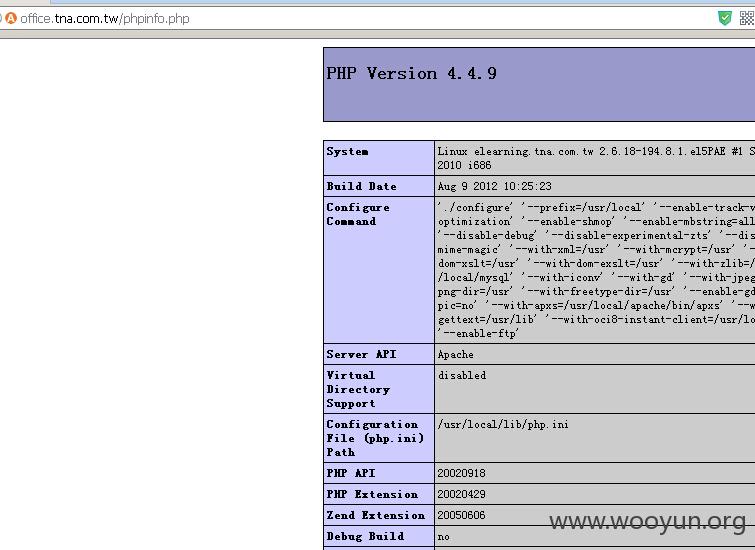 office.tna.com.tw/phpinfo.php
PHP Version 4.4.9
System
Linux elearning.tna.com.tw 2.6.18-194.8.1.el5PAE #1 S
2010 i686
Build Date
Aug 9 2012 10:25:23
Configure
Command
'./configure' '--prefix=/usr/local' '--enable-track-v
optimization' '--enable-shmop' '--enable-mbstring=all
'--disable-debug' '--disable-experimental-zts' '--dis
mime-magic' '--with-xml=/usr' '--with-mcrypt=/usr' '-
dom-xslt=/usr' '--with-dom-exslt=/usr' '--with-zlib=/
/local/mysql' '--with-iconv' '--with-gd' '--with-jpeg
png-dir=/usr' '--with-freetype-dir=/usr' '--enable-gd
pic=no' '--with-apxs=/usr/local/apache/bin/apxs' '--w
gettext=/usr/lib' '--with-oci8-instant-client=/usr/lo
'--enable-ftp'
Server API
Apache
Virtual
Directory
Support
disabled
Configuration
File (php.ini)
Path
/usr/local/lib/php.ini
PHP API
20020918
PHP Extension
20020429
Zend Extension
20050606
Debug Build
no
www.wooyun.org